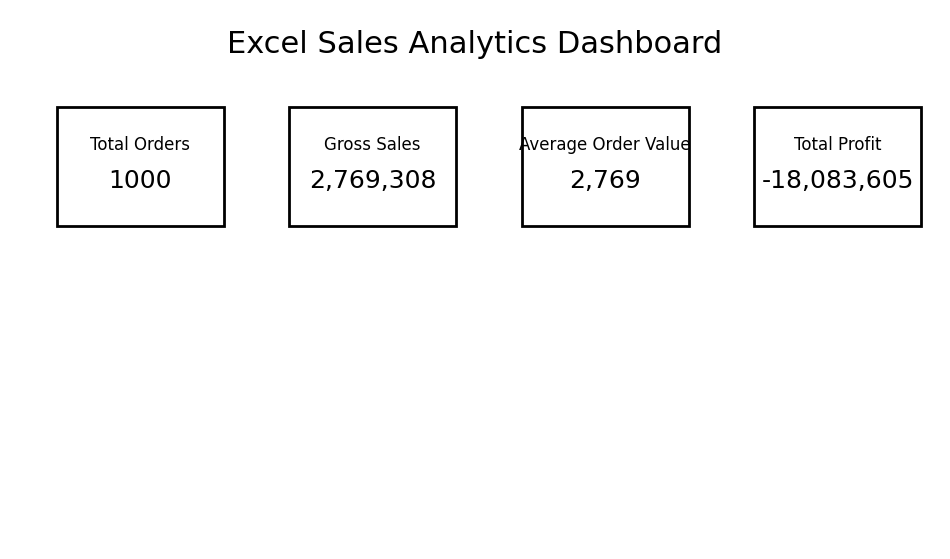 Excel Sales Analytics Dashboard
Total Orders
1000
Gross Sales
2,769,308
Average Order Value
2,769
Total Profit
-18,083,605